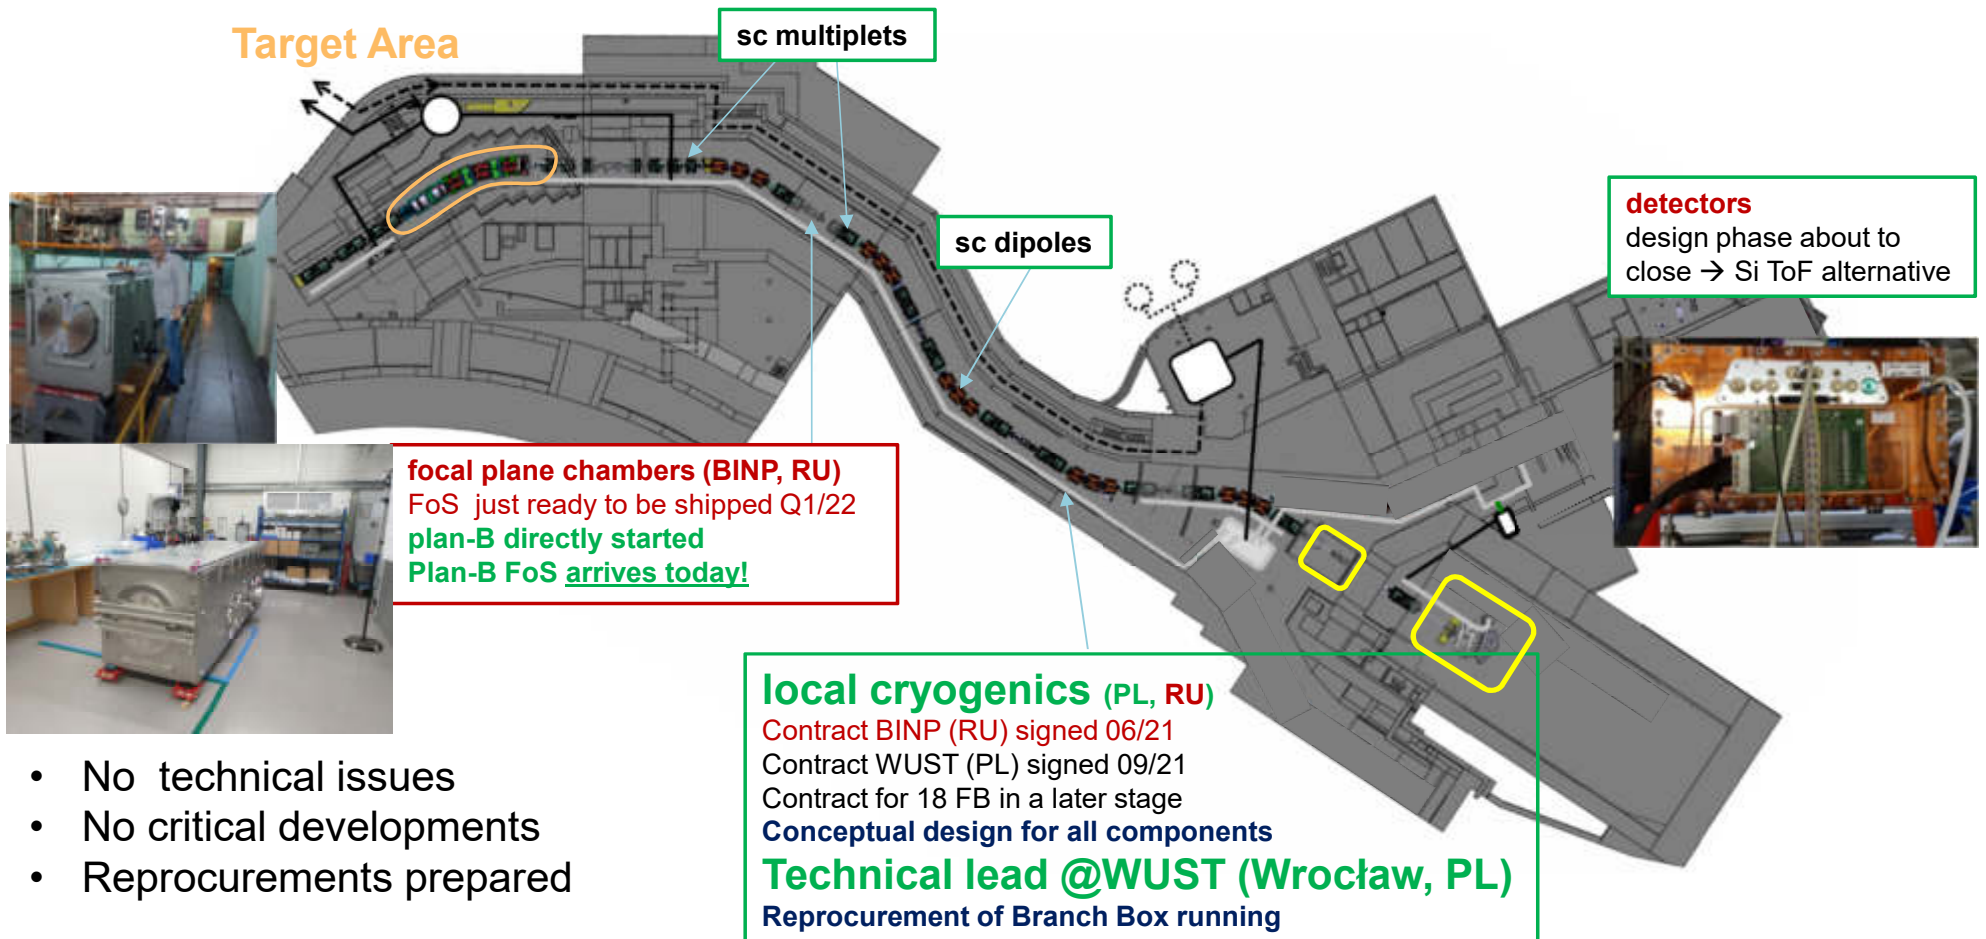 Target Area
sc multiplets
sc dipoles
detectors
design phase about to
close → Si ToF alternative
focal plane chambers (BINP, RU)
FoS just ready to be shipped Q1/22
plan-B directly started
Plan-B FoS arrives today!
local cryogenics (PL, RU)
Contract BINP (RU) signed 06/21
Contract WUST (PL) signed 09/21
Contract for 18 FB in a later stage
Conceptual design for all components
Technical lead @WUST (Wrocław, PL)
Reprocurement of Branch Box running
• No technical issues
• No critical developments
• Reprocurements prepared